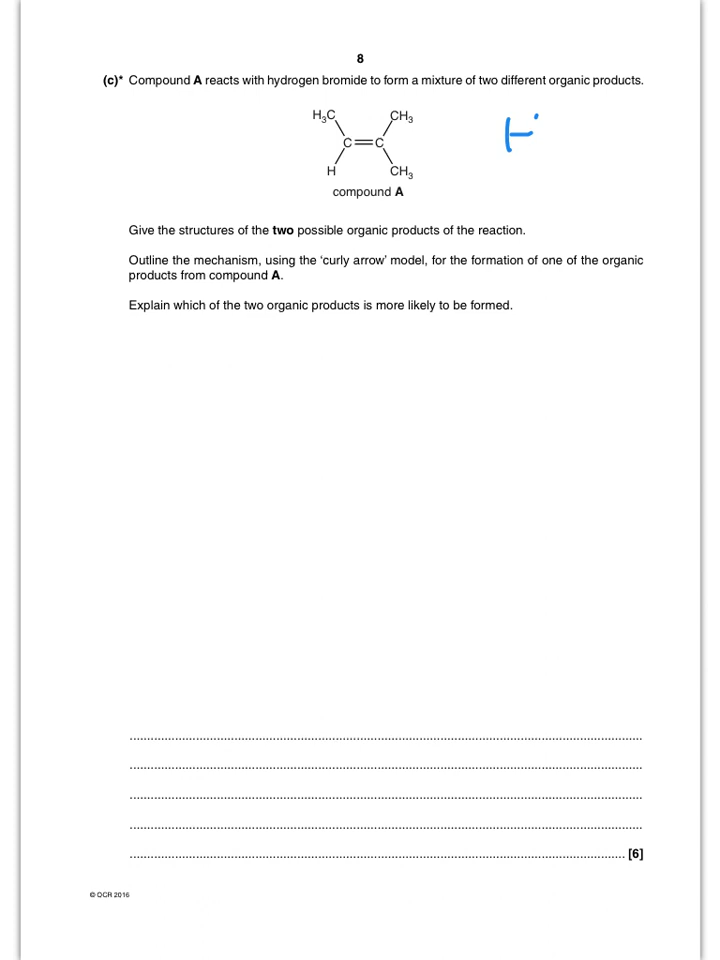 8
(c)* Compound A reacts with hydrogen bromide to form a mixture of two different organic products.
H₃C CH₃
C=C
H CH₃
compound A
Give the structures of the two possible organic products of the reaction.
Outline the mechanism, using the ‘curly arrow’ model, for the formation of one of the organic
products from compound A.
Explain which of the two organic products is more likely to be formed.
[6]
© OCR 2016